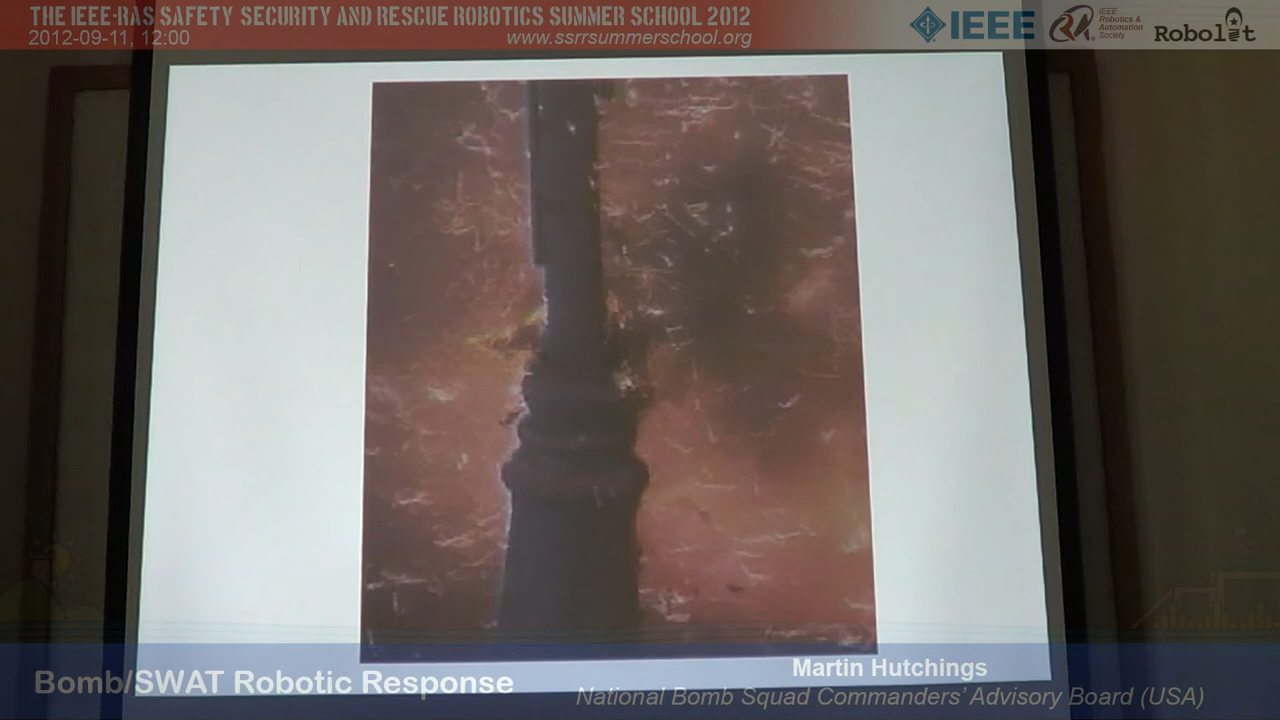 THE IEEE-RAS SAFETY SECURITY AND RESCUE ROBOTICS SUMMER SCHOOL 2012
2012-09-11, 12:00
www.ssrrsummerschool.org
IEEE
IEEE
Robotics &
Automation
Society
Robolit
Martin Hutchings
Bomb/SWAT Robotic Response
National Bomb Squad Commanders' Advisory Board (USA)